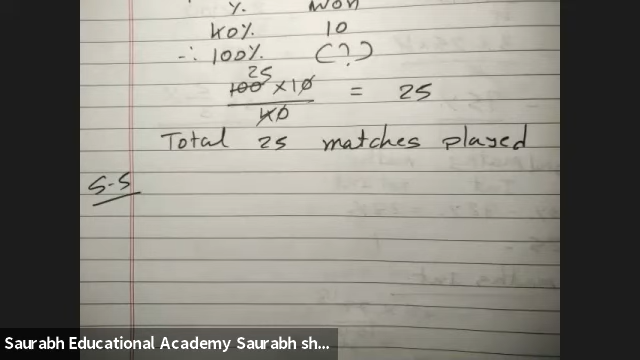 % Won
40% 10
∴ 100% (?)
25
100 × 10 = 25
40
Total 25 matches played
5-5
Saurabh Educational Academy Saurabh sh...